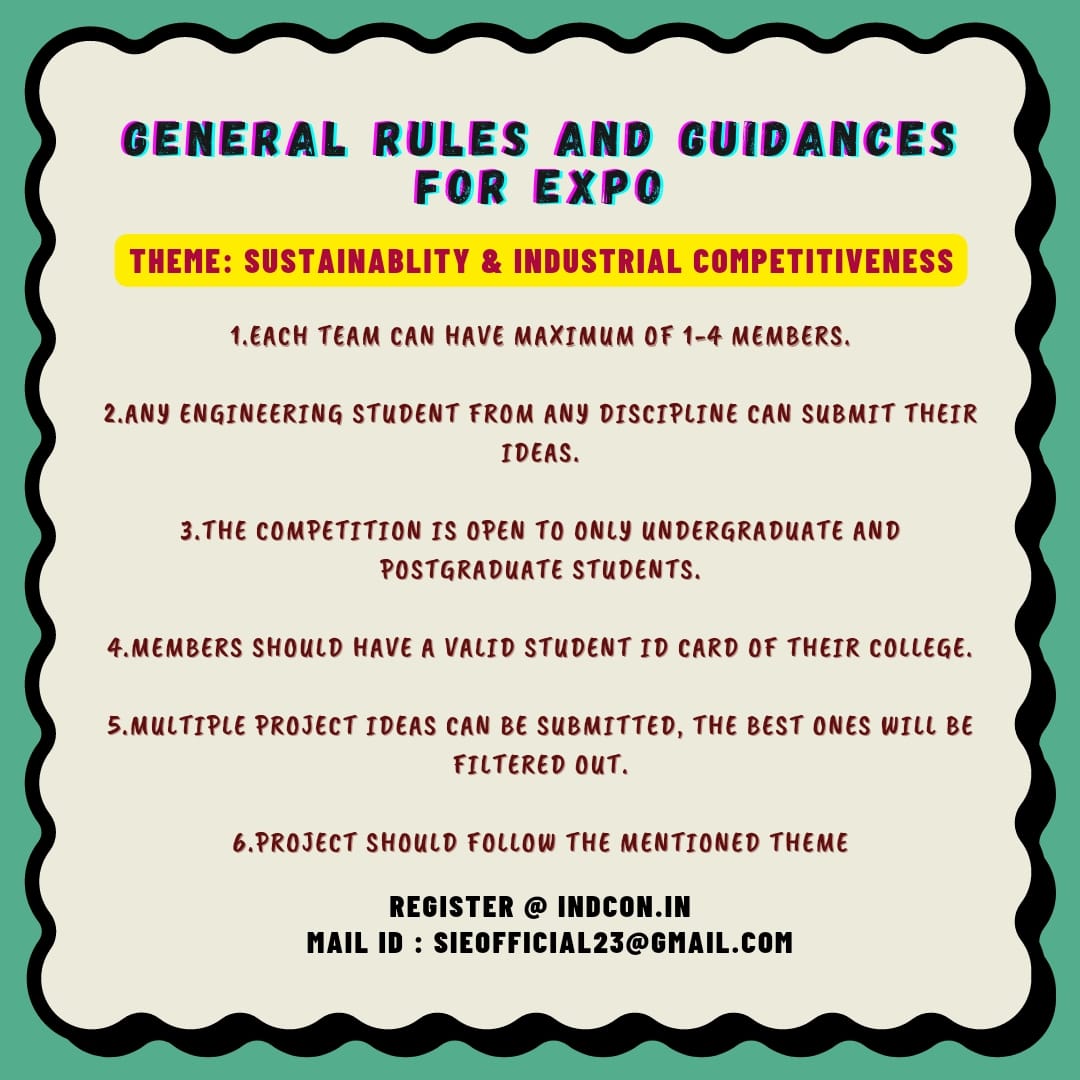 GENERAL RULES AND GUIDANCES
FOR EXPO
THEME: SUSTAINABLITY & INDUSTRIAL COMPETITIVENESS
1.EACH TEAM CAN HAVE MAXIMUM OF 1-4 MEMBERS.
2.ANY ENGINEERING STUDENT FROM ANY DISCIPLINE CAN SUBMIT THEIR
IDEAS.
3.THE COMPETITION IS OPEN TO ONLY UNDERGRADUATE AND
POSTGRADUATE STUDENTS.
4.MEMBERS SHOULD HAVE A VALID STUDENT ID CARD OF THEIR COLLEGE.
5.MULTIPLE PROJECT IDEAS CAN BE SUBMITTED, THE BEST ONES WILL BE
FILTERED OUT.
6.PROJECT SHOULD FOLLOW THE MENTIONED THEME
REGISTER @ INDCON.IN
MAIL ID : SIEOFFICIAL23@GMAIL.COM